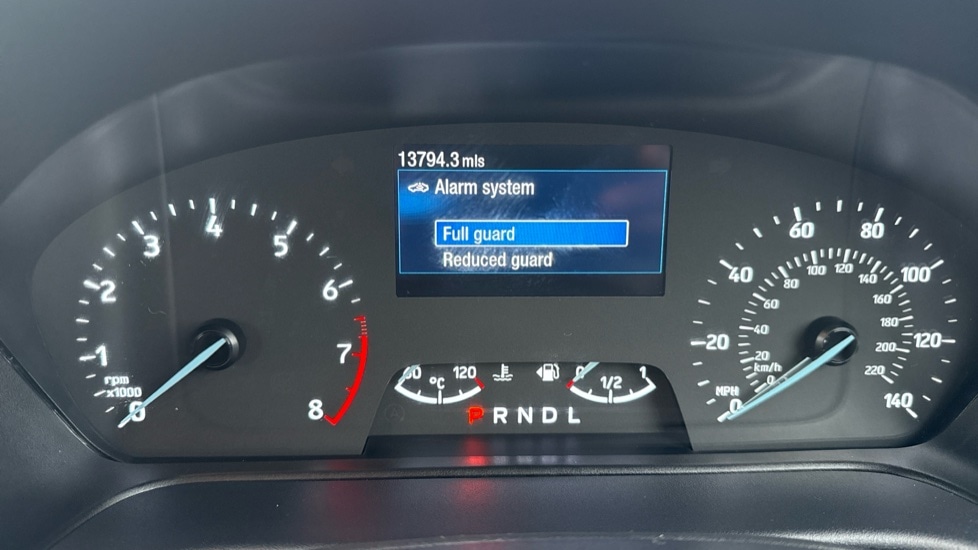 13794.3 mls
Alarm system
Full guard
Reduced guard
0 1 2 3 4 5 6 7 8
rpm
x1000
120
°C
0 1/2 1
P R N D L
0 20 40 60 80 100 120 140
MPH
0 20 40 60 80 100 120 140 160 180 200 220
km/h